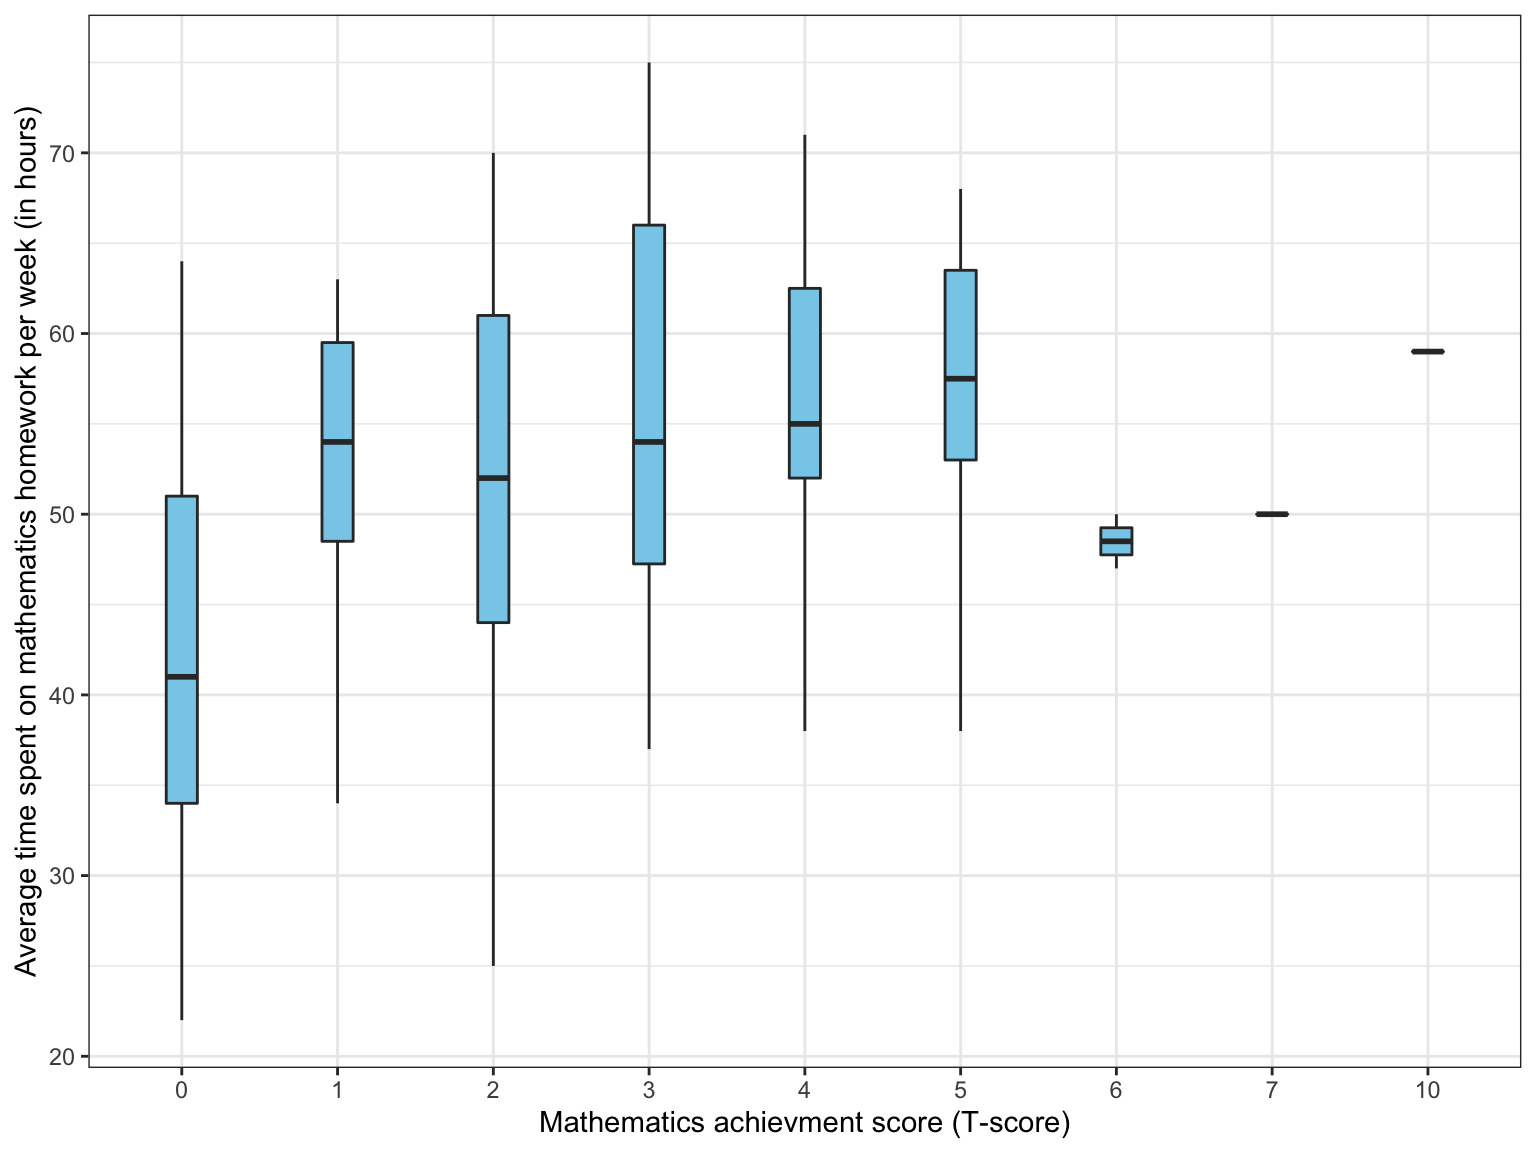 Average time spent on mathematics homework per week (in hours)
70
60
50
40
30
20
0 1 2 3 4 5 6 7 10
Mathematics achievment score (T-score)